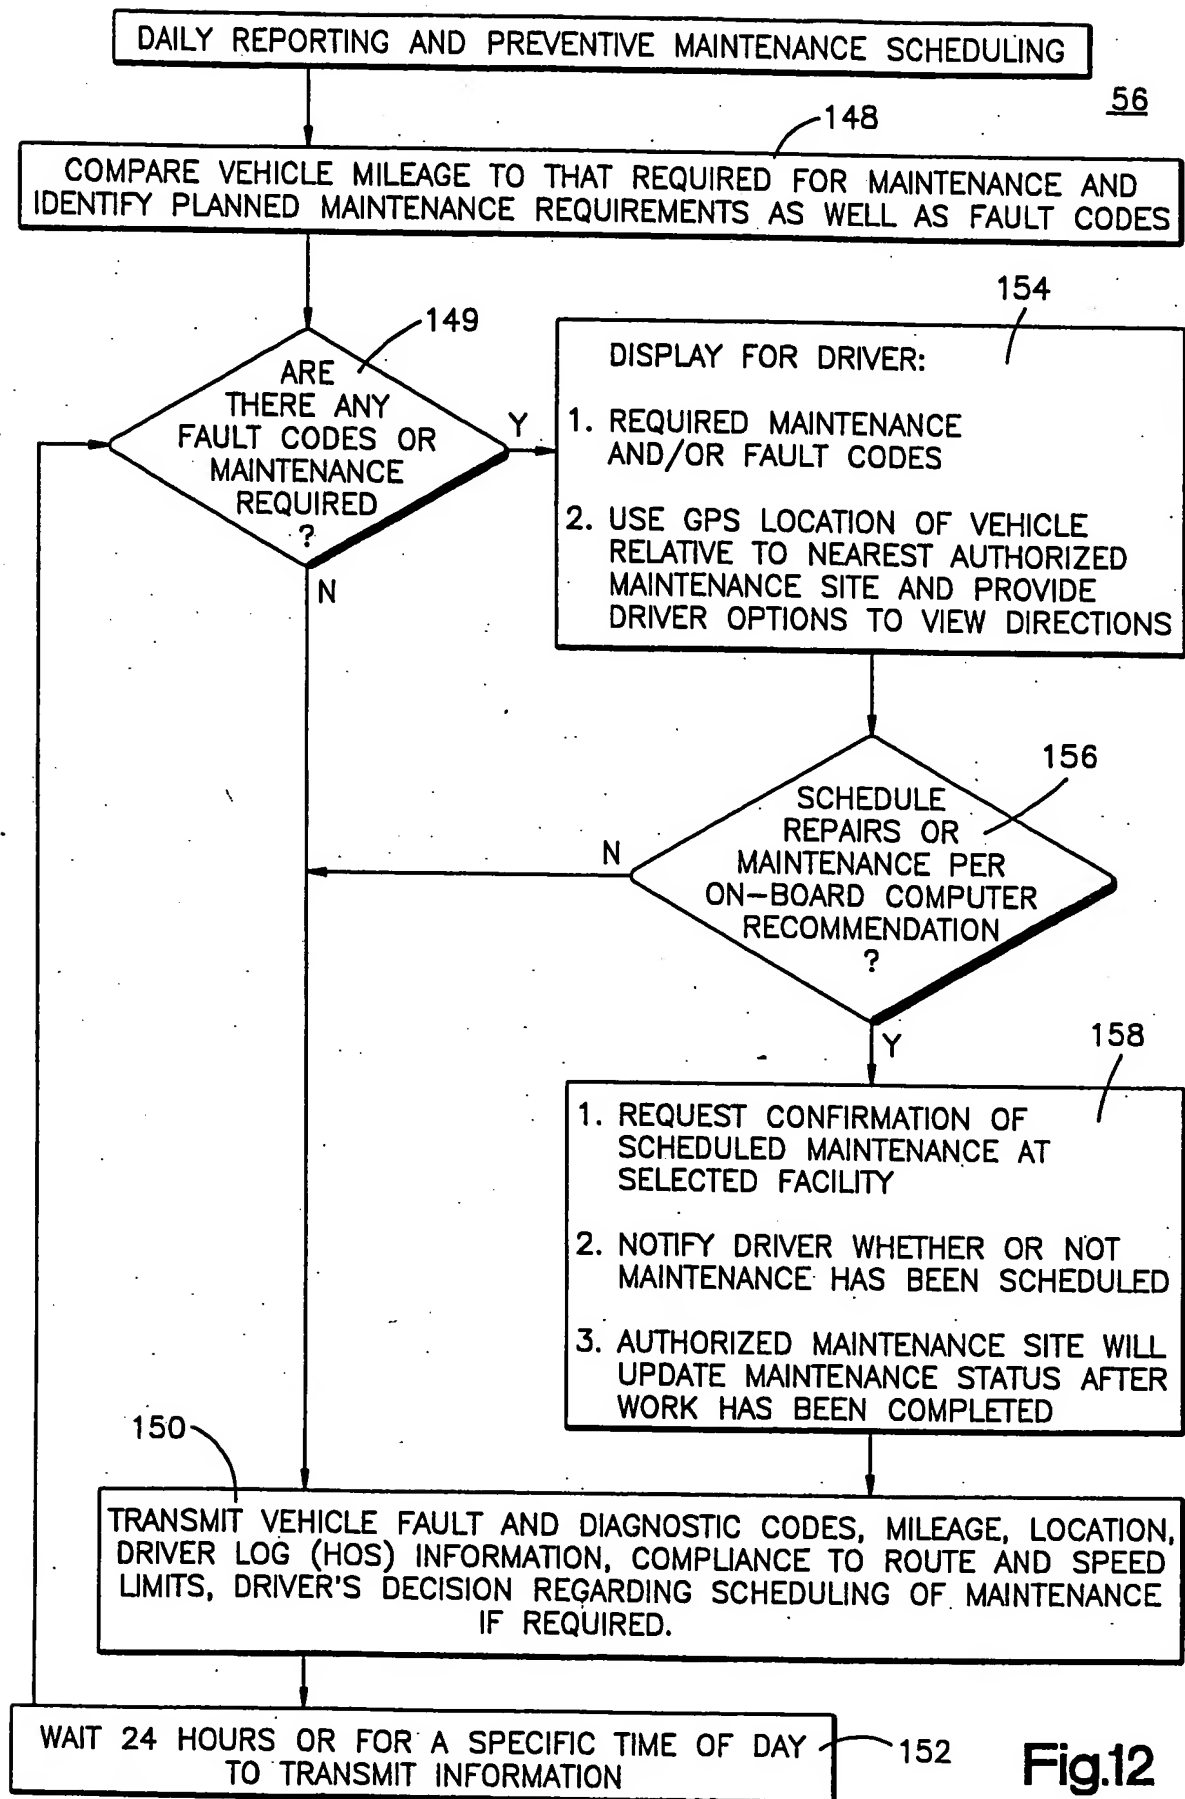 DAILY REPORTING AND PREVENTIVE MAINTENANCE SCHEDULING
56
148
COMPARE VEHICLE MILEAGE TO THAT REQUIRED FOR MAINTENANCE AND
IDENTIFY PLANNED MAINTENANCE REQUIREMENTS AS WELL AS FAULT CODES
149
ARE
THERE ANY
FAULT CODES OR
MAINTENANCE
REQUIRED
?
Y
N
154
DISPLAY FOR DRIVER:
1. REQUIRED MAINTENANCE
AND/OR FAULT CODES
2. USE GPS LOCATION OF VEHICLE
RELATIVE TO NEAREST AUTHORIZED
MAINTENANCE SITE AND PROVIDE
DRIVER OPTIONS TO VIEW DIRECTIONS
156
SCHEDULE
REPAIRS OR
MAINTENANCE PER
ON-BOARD COMPUTER
RECOMMENDATION
?
N
Y
158
1. REQUEST CONFIRMATION OF
SCHEDULED MAINTENANCE AT
SELECTED FACILITY
2. NOTIFY DRIVER WHETHER OR NOT
MAINTENANCE HAS BEEN SCHEDULED
3. AUTHORIZED MAINTENANCE SITE WILL
UPDATE MAINTENANCE STATUS AFTER
WORK HAS BEEN COMPLETED
150
TRANSMIT VEHICLE FAULT AND DIAGNOSTIC CODES, MILEAGE, LOCATION,
DRIVER LOG (HOS) INFORMATION, COMPLIANCE TO ROUTE AND SPEED
LIMITS, DRIVER'S DECISION REGARDING SCHEDULING OF MAINTENANCE
IF REQUIRED.
WAIT 24 HOURS OR FOR A SPECIFIC TIME OF DAY
TO TRANSMIT INFORMATION
152
Fig.12